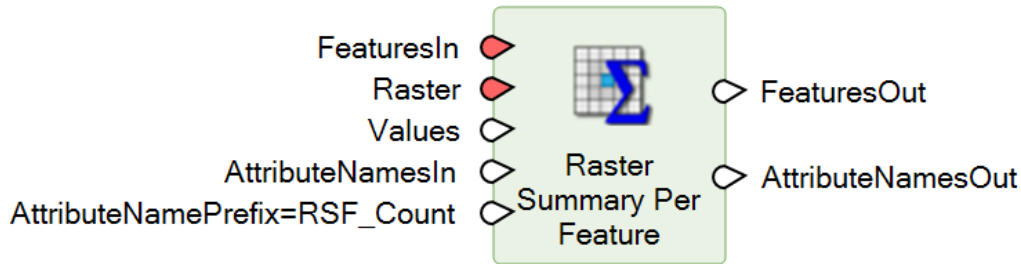 FeaturesIn
Raster
Values
AttributeNamesIn
AttributeNamePrefix=RSF_Count
Raster
Summary Per
Feature
FeaturesOut
AttributeNamesOut